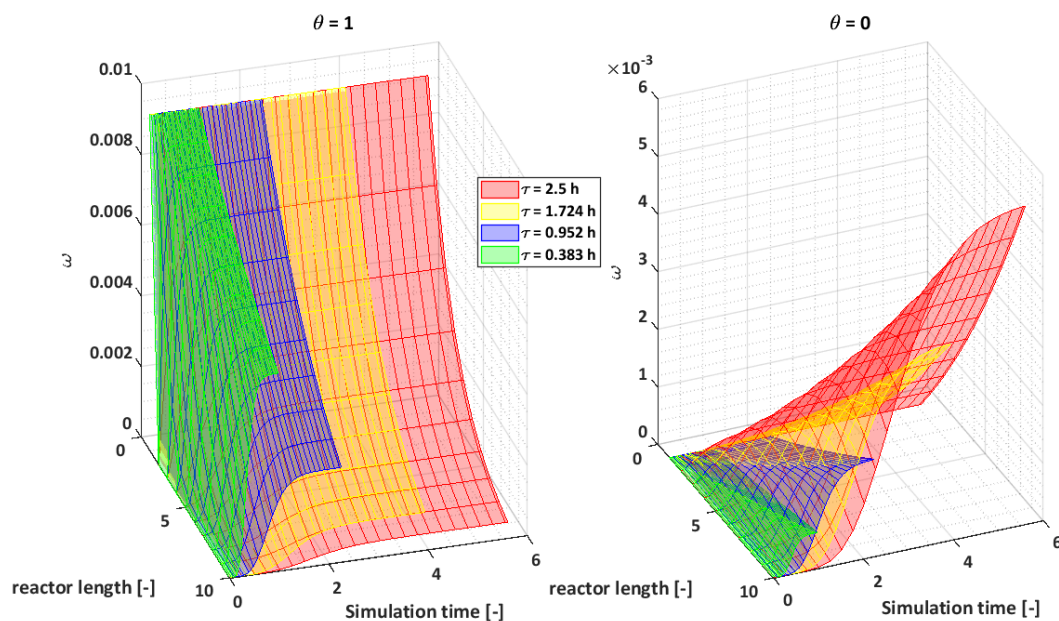 θ = 1
0.01
0.008
0.006
0.004
0.002
0
ω
0
5
10
reactor length [-]
0
2
4
6
Simulation time [-]
τ = 2.5 h
τ = 1.724 h
τ = 0.952 h
τ = 0.383 h
θ = 0
×10⁻³
6
5
4
3
2
1
0
ω
0
5
10
reactor length [-]
0
2
4
6
Simulation time [-]